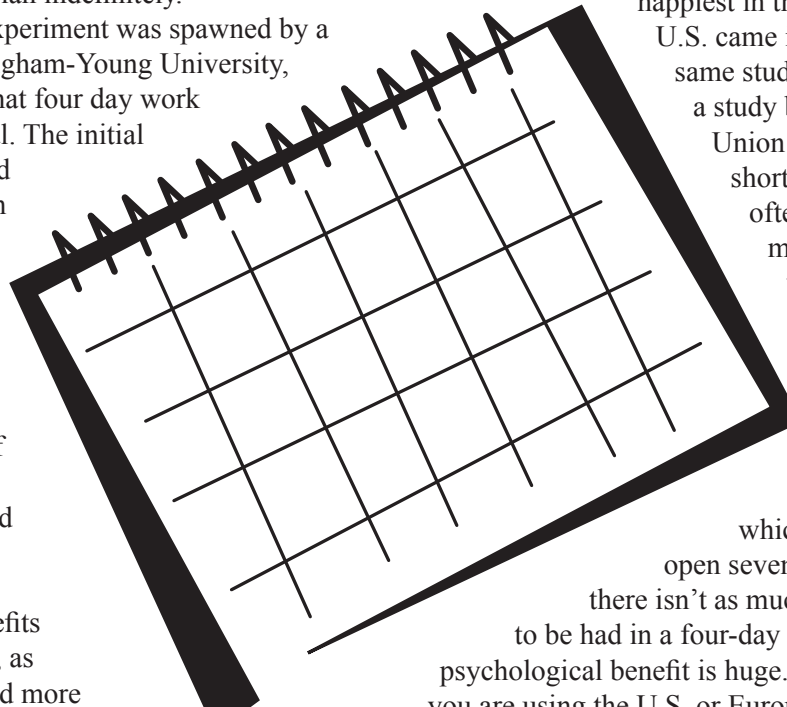 xperiment was spawned by a
gham-Young University,
hat four day work
l. The initial
d
n
f
d
efits
, as
d more
happiest in th
U.S. came
same stud
a study b
Union
short
ofte
m
whic
open sever
there isn’t as muc
to be had in a four-day
psychological benefit is huge.
you are using the U.S. or Euro